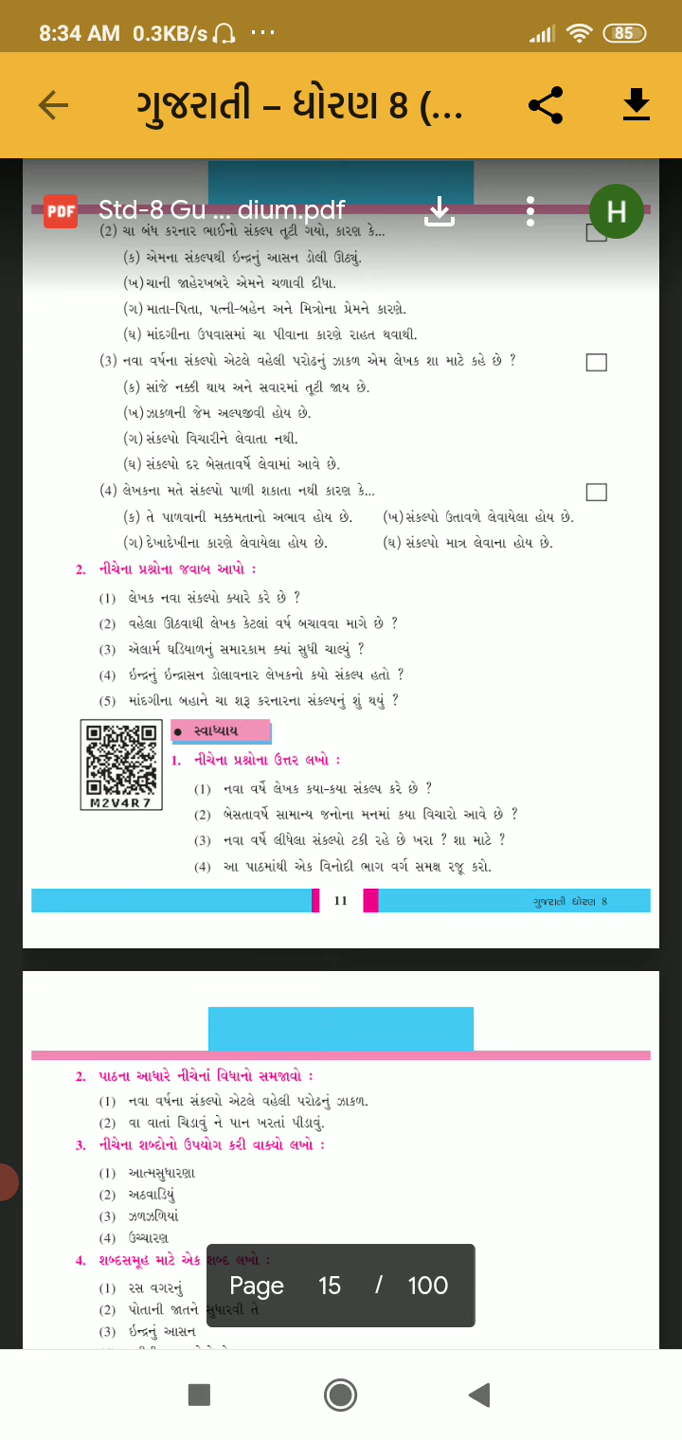 8:34 AM 0.3KB/s ... 85
ગુજરાતી – ધોરણ 8 (...
PDF Std-8 Gu ... dium.pdf H
(2) ચા બંધ કરનાર ભાઈનો સંકલ્પ તૂટી ગયો, કારણ કે...
(ક) એમના સંકલ્પથી ઇન્દ્રનું આસન ડોલી ઊઠ્યું.
(ખ) ચાની જાહેરખબરે એમને ચળાવી દીધા.
(ગ) માતા-પિતા, પત્ની-બહેન અને મિત્રોના પ્રેમને કારણે.
(ઘ) માંદગીના ઉપવાસમાં ચા પીવાના કારણે રાહત થવાથી.
(3) નવા વર્ષના સંકલ્પો એટલે વહેલી પરોઢનું ઝાકળ એમ લેખક શા માટે કહે છે ?
(ક) સાંજે નક્કી થાય અને સવારમાં તૂટી જાય છે.
(ખ) ઝાકળની જેમ અલ્પજીવી હોય છે.
(ગ) સંકલ્પો વિચારીને લેવાતા નથી.
(ઘ) સંકલ્પો દર બેસતાવર્ષે લેવામાં આવે છે.
(4) લેખકના મતે સંકલ્પો પાળી શકાતા નથી કારણ કે...
(ક) તે પાળવાની મક્કમતાનો અભાવ હોય છે. (ખ) સંકલ્પો ઉતાવળે લેવાયેલા હોય છે.
(ગ) દેખાદેખીના કારણે લેવાયેલા હોય છે. (ઘ) સંકલ્પો માત્ર લેવાના હોય છે.
2. નીચેના પ્રશ્નોના જવાબ આપો :
(1) લેખક નવા સંકલ્પો ક્યારે કરે છે ?
(2) વહેલા ઊઠવાથી લેખક કેટલાં વર્ષ બચાવવા માગે છે ?
(3) ઍલાર્મ ઘડિયાળનું સમારકામ ક્યાં સુધી ચાલ્યું ?
(4) ઇન્દ્રનું ઇન્દ્રાસન ડોલાવનાર લેખકનો કયો સંકલ્પ હતો ?
(5) માંદગીના બહાને ચા શરૂ કરનારના સંકલ્પનું શું થયું ?
• સ્વાધ્યાય
1. નીચેના પ્રશ્નોના ઉત્તર લખો :
M2V4R7
(1) નવા વર્ષે લેખક કયા-કયા સંકલ્પ કરે છે ?
(2) બેસતાવર્ષે સામાન્ય જનોના મનમાં કયા વિચારો આવે છે ?
(3) નવા વર્ષે લીધેલા સંકલ્પો ટકી રહે છે ખરા ? શા માટે ?
(4) આ પાઠમાંથી એક વિનોદી ભાગ વર્ગ સમક્ષ રજૂ કરો.
11 ગુજરાતી ધોરણ 8
2. પાઠના આધારે નીચેનાં વિધાનો સમજાવો :
(1) નવા વર્ષના સંકલ્પો એટલે વહેલી પરોઢનું ઝાકળ.
(2) વા વાતાં ચિડાવું ને પાન ખરતાં પીડાવું.
3. નીચેના શબ્દોનો ઉપયોગ કરી વાક્યો લખો :
(1) આત્મસુધારણા
(2) અઠવાડિયું
(3) ઝળઝળિયાં
(4) ઉચ્ચારણ
4. શબ્દસમૂહ માટે એક શબ્દ લખો :
(1) રસ વગરનું
Page 15 / 100
(2) પોતાની જાતને સુધારવી તે
(3) ઇન્દ્રનું આસન